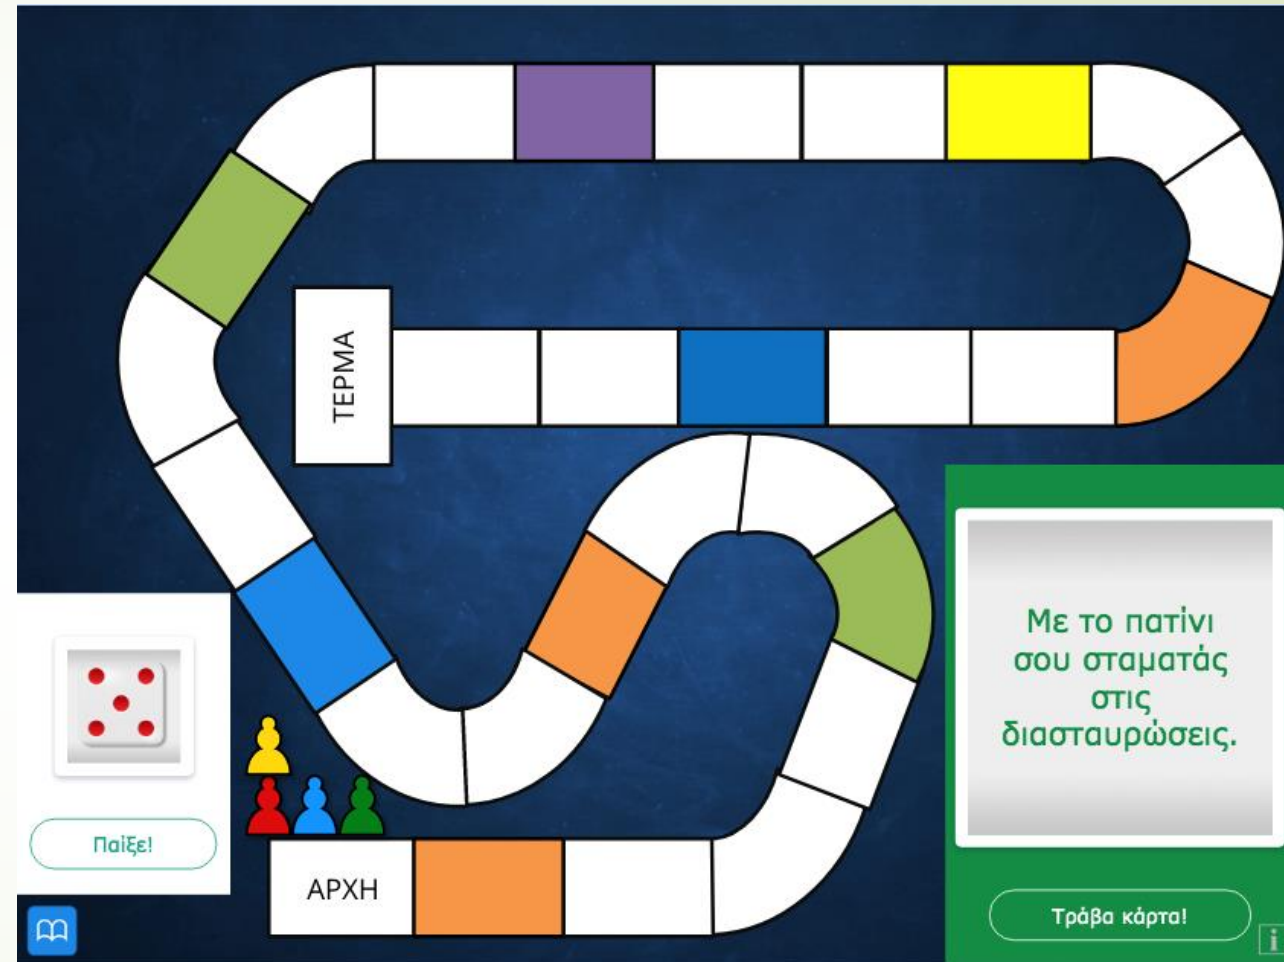 ΤΕΡΜΑ
Με το πατίνι
σου σταματάς
στις
διασταυρώσεις.
Παίξε!
ΑΡΧΗ
Τράβα κάρτα!